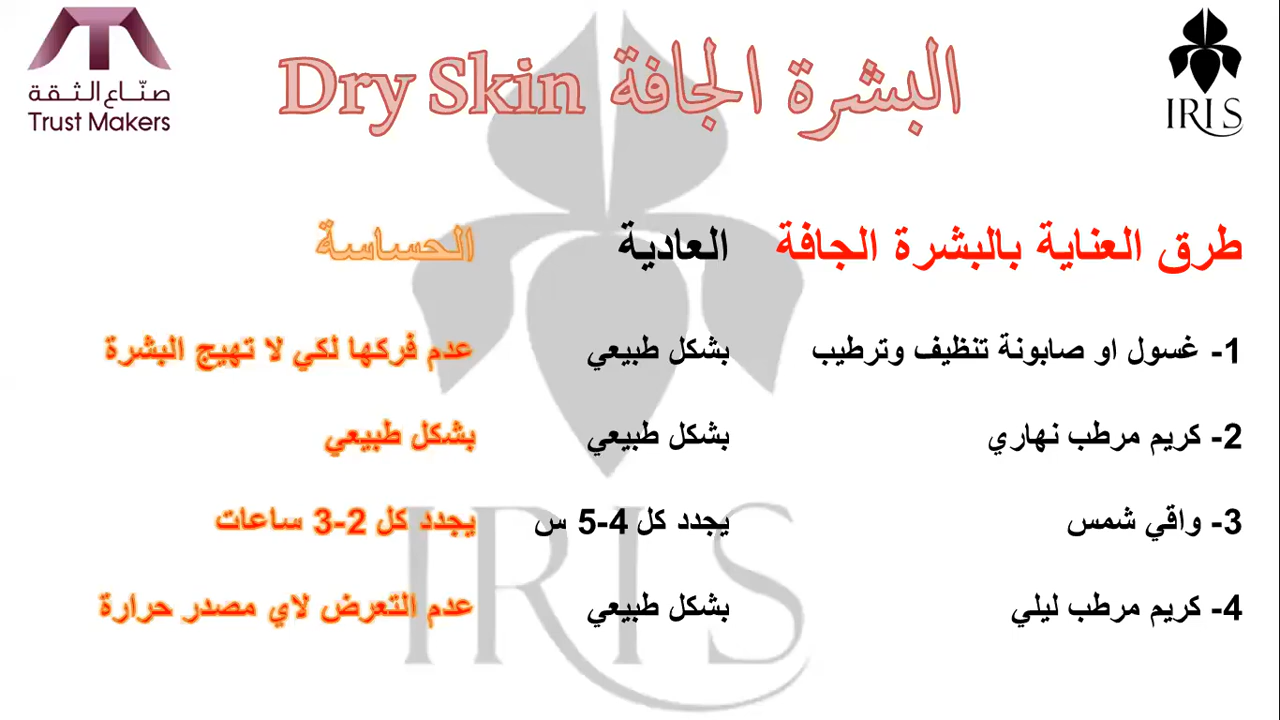 صنّاع الثقة
Trust Makers
البشرة الجافة Dry Skin
IRIS
طرق العناية بالبشرة الجافة العادية الحساسة
1- غسول او صابونة تنظيف وترطيب بشكل طبيعي عدم فركها لكي لا تهيج البشرة
2- كريم مرطب نهاري بشكل طبيعي بشكل طبيعي
3- واقي شمس يجدد كل 4-5 س يجدد كل 2-3 ساعات
4- كريم مرطب ليلي بشكل طبيعي عدم التعرض لاي مصدر حرارة
IRIS